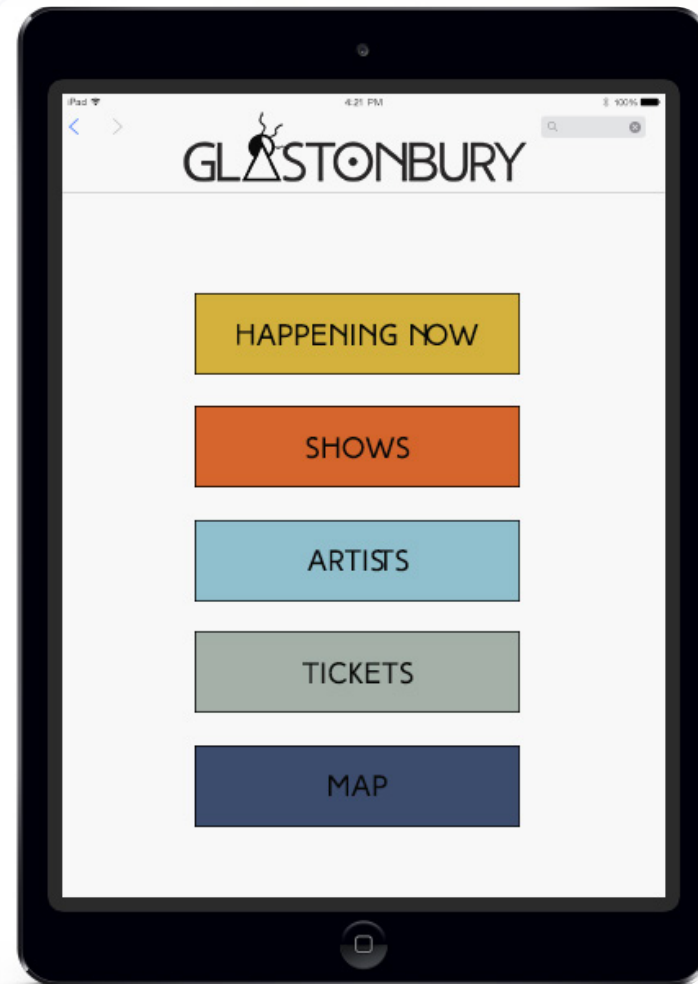 iPad
4:21 PM
100%
GLASTONBURY
HAPPENING NOW
SHOWS
ARTISTS
TICKETS
MAP